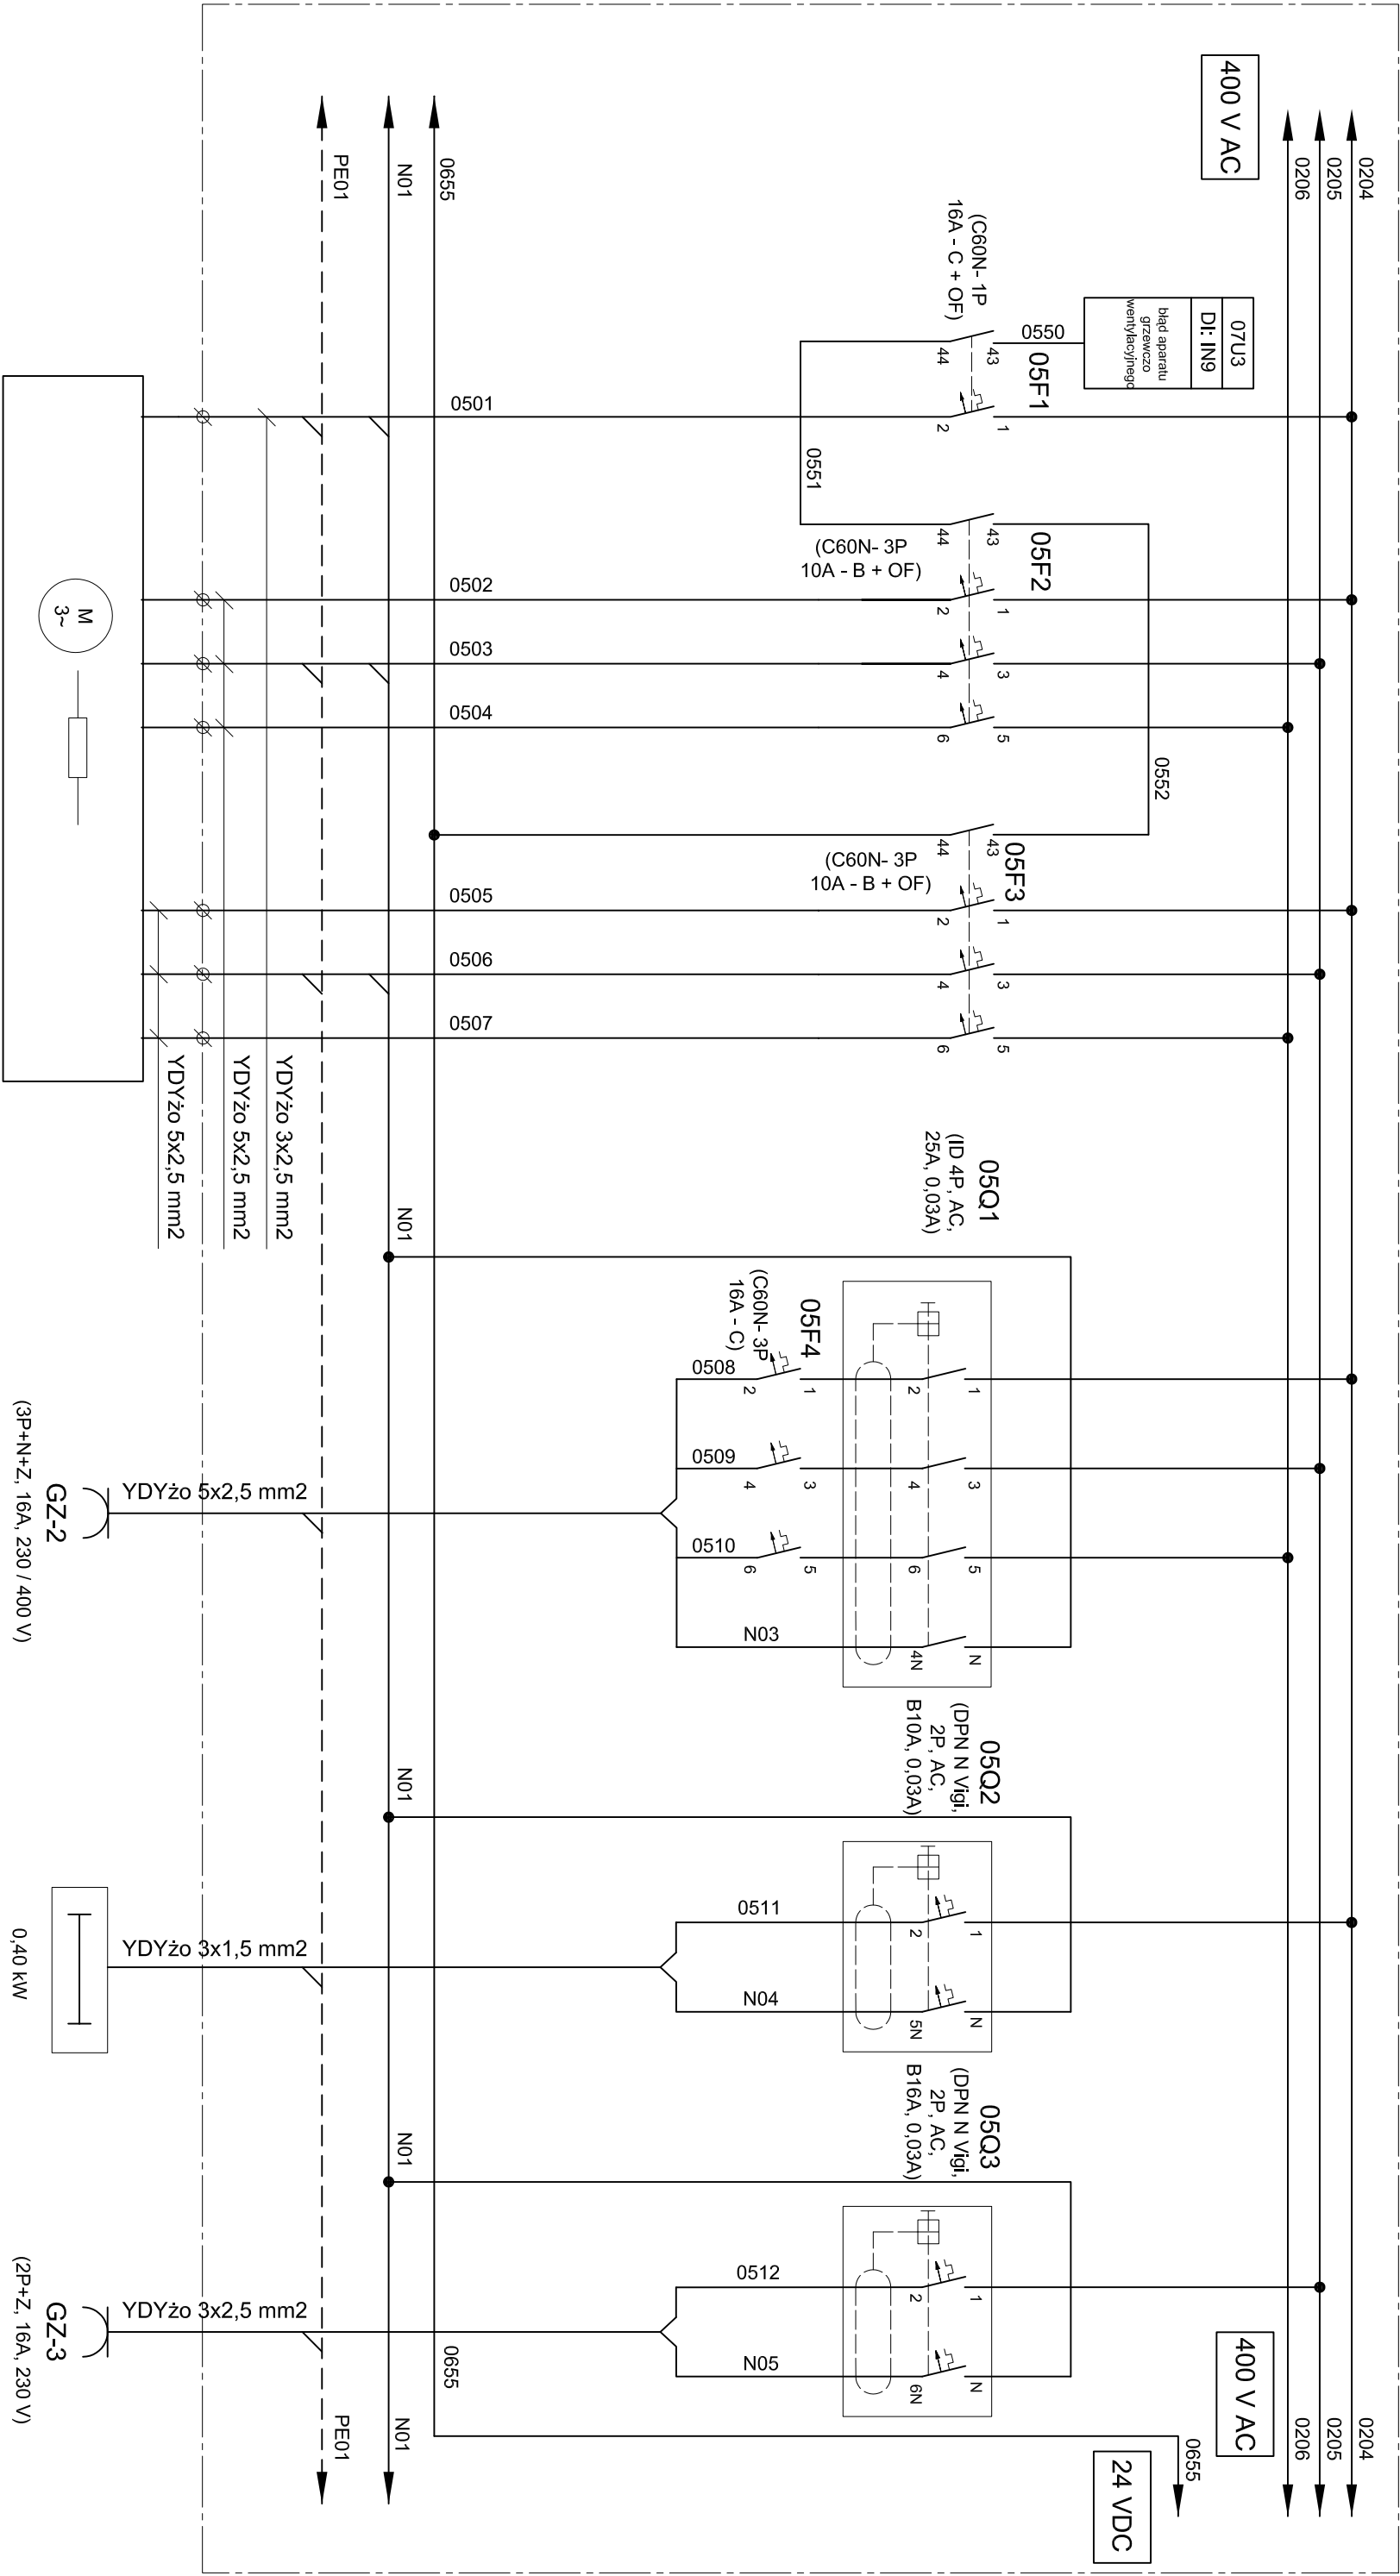 400 V AC
0204
0205
0206
0655
N01
PE01
07U3
DI: IN9
błąd aparatu
grzewczo
wentylacyjnego
0550
(C60N- 1P
16A - C + OF)
05F1
43
44
1
2
0551
0501
05F2
(C60N- 3P
10A - B + OF)
43
44
1
2
3
4
5
6
0552
0502
0503
0504
05F3
(C60N- 3P
10A - B + OF)
43
44
1
2
3
4
5
6
0505
0506
0507
M
3~
YDYżo 3x2,5 mm2
YDYżo 5x2,5 mm2
YDYżo 5x2,5 mm2
05Q1
(ID 4P, AC,
25A, 0,03A)
N01
1
2
3
4
5
6
N
4N
05F4
(C60N- 3P
16A - C)
1
2
3
4
5
6
0508
0509
0510
N03
YDYżo 5x2,5 mm2
GZ-2
(3P+N+Z, 16A, 230 / 400 V)
05Q2
(DPN N Vigi,
2P, AC,
B10A, 0,03A)
N01
1
2
N
5N
0511
N04
YDYżo 3x1,5 mm2
0,40 kW
05Q3
(DPN N Vigi,
2P, AC,
B16A, 0,03A)
N01
1
2
N
6N
0512
N05
YDYżo 3x2,5 mm2
GZ-3
(2P+Z, 16A, 230 V)
400 V AC
0204
0205
0206
0655
24 VDC
0655
N01
PE01